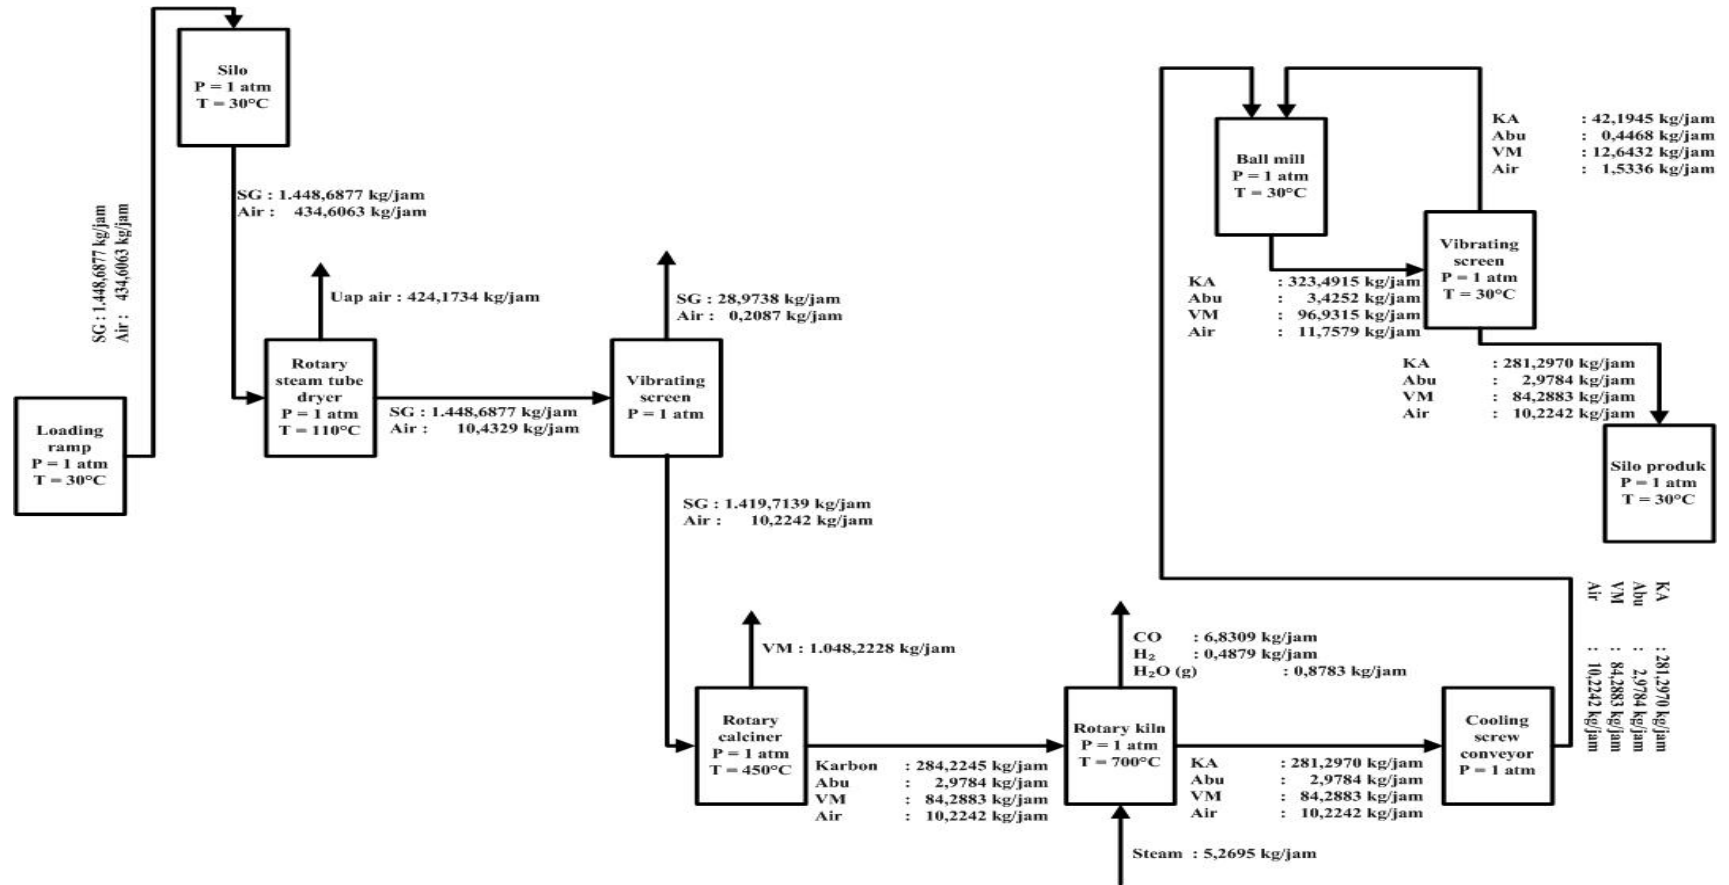 Silo
P = 1 atm
T = 30°C
SG : 1.448,6877 kg/jam
Air : 434,6063 kg/jam
SG : 1.448,6877 kg/jam
Air : 434,6063 kg/jam
Loading
ramp
P = 1 atm
T = 30°C
Uap air : 424,1734 kg/jam
Rotary
steam tube
dryer
P = 1 atm
T = 110°C
SG : 1.448,6877 kg/jam
Air : 10,4329 kg/jam
SG : 28,9738 kg/jam
Air : 0,2087 kg/jam
Vibrating
screen
P = 1 atm
SG : 1.419,7139 kg/jam
Air : 10,2242 kg/jam
VM : 1.048,2228 kg/jam
Rotary
calciner
P = 1 atm
T = 450°C
Karbon : 284,2245 kg/jam
Abu : 2,9784 kg/jam
VM : 84,2883 kg/jam
Air : 10,2242 kg/jam
CO : 6,8309 kg/jam
H₂ : 0,4879 kg/jam
H₂O (g) : 0,8783 kg/jam
Rotary kiln
P = 1 atm
T = 700°C
Steam : 5,2695 kg/jam
KA : 281,2970 kg/jam
Abu : 2,9784 kg/jam
VM : 84,2883 kg/jam
Air : 10,2242 kg/jam
Cooling
screw
conveyor
P = 1 atm
KA : 281,2970 kg/jam
Abu : 2,9784 kg/jam
VM : 84,2883 kg/jam
Air : 10,2242 kg/jam
Ball mill
P = 1 atm
T = 30°C
KA : 42,1945 kg/jam
Abu : 0,4468 kg/jam
VM : 12,6432 kg/jam
Air : 1,5336 kg/jam
KA : 323,4915 kg/jam
Abu : 3,4252 kg/jam
VM : 96,9315 kg/jam
Air : 11,7579 kg/jam
Vibrating
screen
P = 1 atm
T = 30°C
KA : 281,2970 kg/jam
Abu : 2,9784 kg/jam
VM : 84,2883 kg/jam
Air : 10,2242 kg/jam
Silo produk
P = 1 atm
T = 30°C